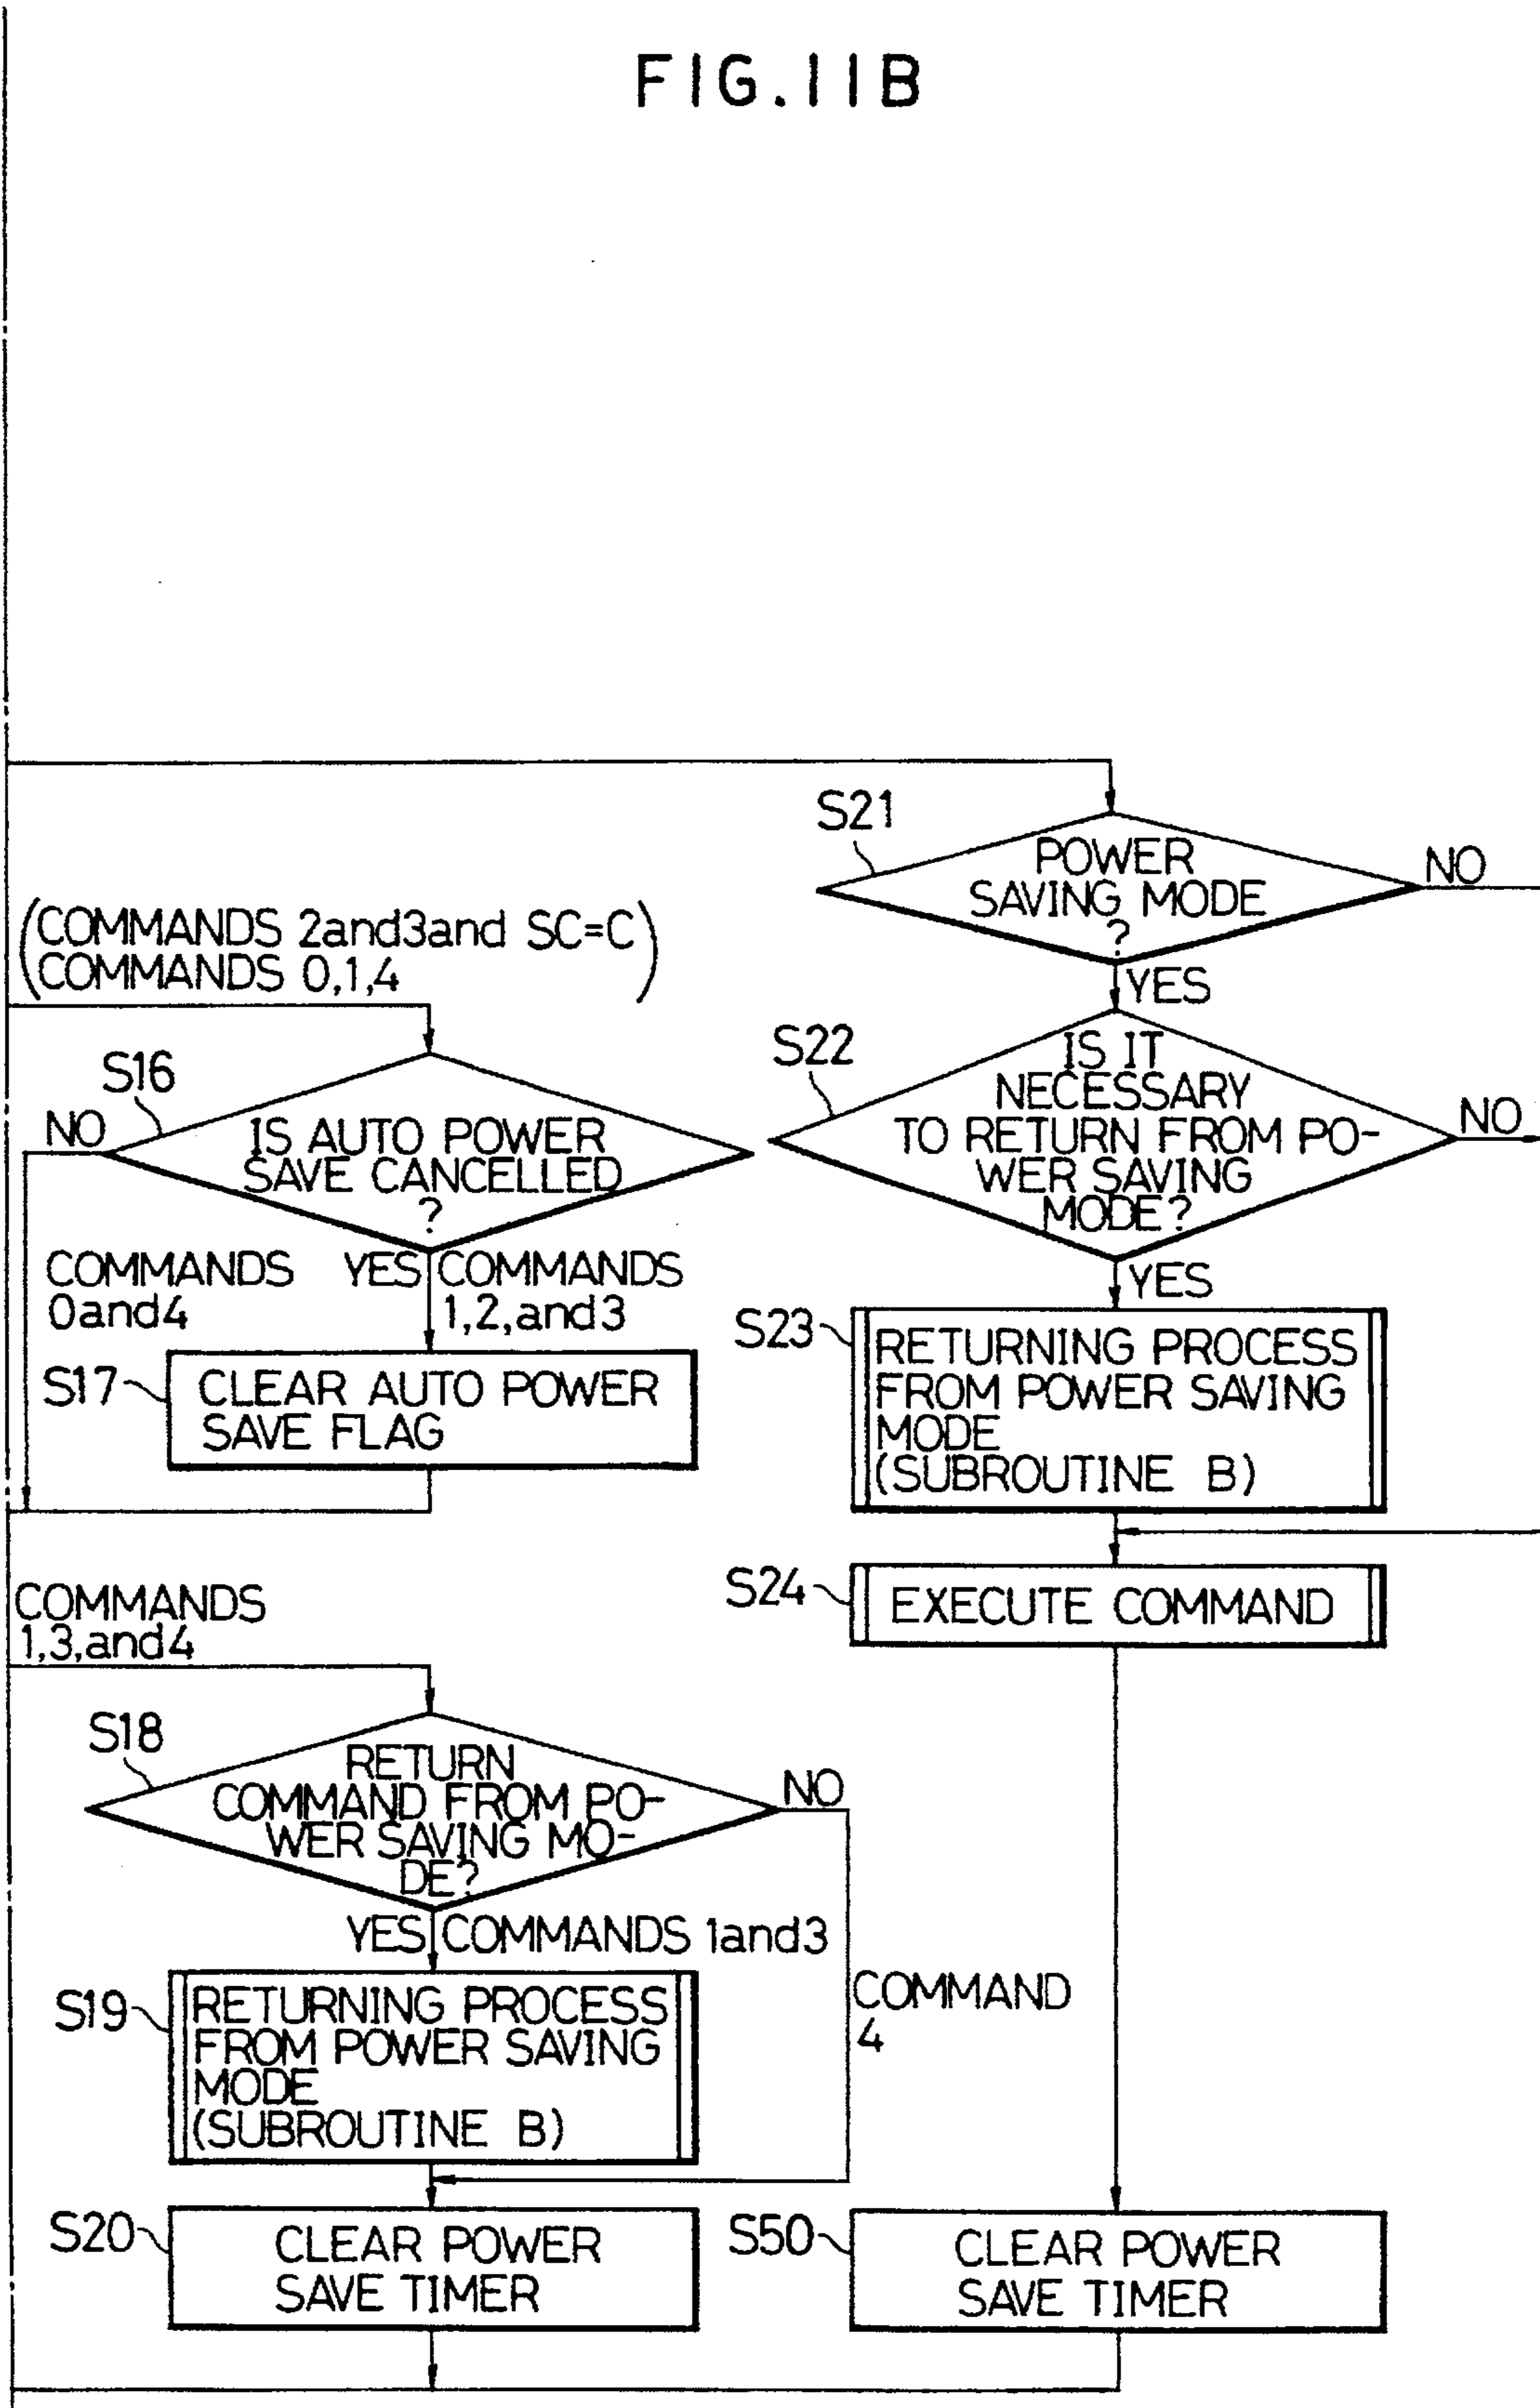 FIG.11B
S21
POWER
SAVING MODE
?
NO
YES
(COMMANDS 2and3and SC=C)
(COMMANDS 0,1,4)
S16
NO
IS AUTO POWER
SAVE CANCELLED
?
COMMANDS
0and4
YES
COMMANDS
1,2,and3
S17
CLEAR AUTO POWER
SAVE FLAG
S22
IS IT
NECESSARY
TO RETURN FROM PO-
WER SAVING
MODE?
NO
YES
S23
RETURNING PROCESS
FROM POWER SAVING
MODE
(SUBROUTINE B)
S24
EXECUTE COMMAND
COMMANDS
1,3,and4
S18
RETURN
COMMAND FROM PO-
WER SAVING MO-
DE?
NO
YES
COMMANDS 1and3
COMMAND
4
S19
RETURNING PROCESS
FROM POWER SAVING
MODE
(SUBROUTINE B)
S20
CLEAR POWER
SAVE TIMER
S50
CLEAR POWER
SAVE TIMER